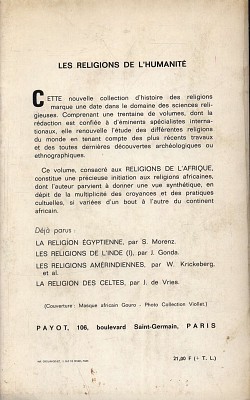 LES RELIGIONS DE L'HUMANITÉ
CETTE nouvelle collection d'histoire des religions
marque une date dans le domaine des sciences reli-
gieuses. Comprenant une trentaine de volumes, dont la
rédaction est confiée à d'éminents spécialistes interna-
tionaux, elle renouvelle l'étude des différentes religions
du monde en tenant compte des plus récents travaux
et des toutes dernières découvertes archéologiques ou
ethnographiques.
Ce volume, consacré aux RELIGIONS DE L'AFRIQUE,
constitue une précieuse initiation aux religions africaines,
dont l'auteur parvient à donner une vue synthétique, en
dépit de la multiplicité des croyances et des pratiques
cultuelles, si variées d'un bout à l'autre du continent
africain.
Déjà parus :
LA RELIGION ÉGYPTIENNE, par S. Morenz.
LES RELIGIONS DE L'INDE (I), par J. Gonda.
LES RELIGIONS AMÉRINDIENNES, par W. Krickeberg,
et al.
LA RELIGION DES CELTES, par J. de Vries.
(Couverture : Masque africain Gouro - Photo Collection Viollet.)
PAYOT, 106, boulevard Saint-Germain, PARIS
21,00 F (+ T. L.)